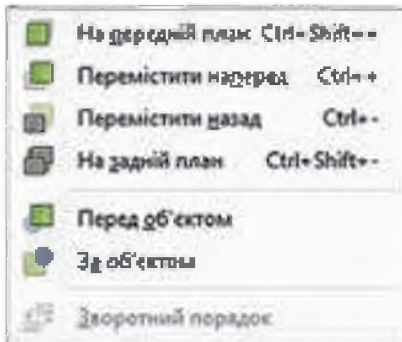 На передній план Ctrl+Shift++
Перемістити наперед Ctrl++
Перемістити назад Ctrl+-
На задній план Ctrl+Shift+-
Перед об'єктом
За об'єктом
Зворотний порядок